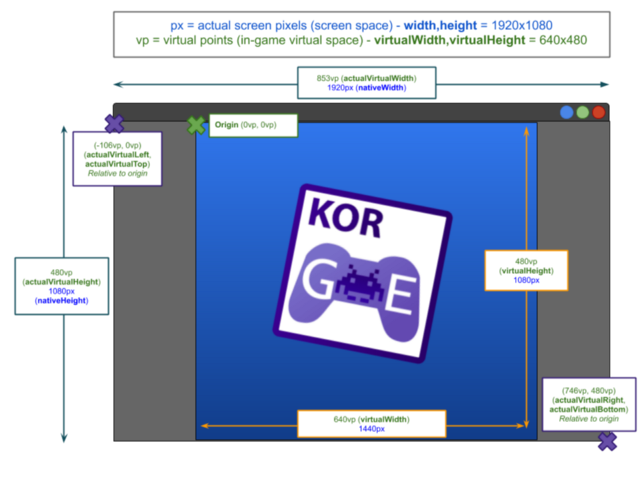 px = actual screen pixels (screen space) - width,height = 1920x1080
vp = virtual points (in-game virtual space) - virtualWidth,virtualHeight = 640x480
853vp (actualVirtualWidth)
1920px (nativeWidth)
Origin (0vp, 0vp)
(-106vp, 0vp)
(actualVirtualLeft,
actualVirtualTop)
Relative to origin
KOR
G E
480vp
(actualVirtualHeight)
1080px
(nativeHeight)
480vp
(virtualHeight)
1080px
(746vp, 480vp)
(actualVirtualRight,
actualVirtualBottom)
Relative to origin
640vp (virtualWidth)
1440px